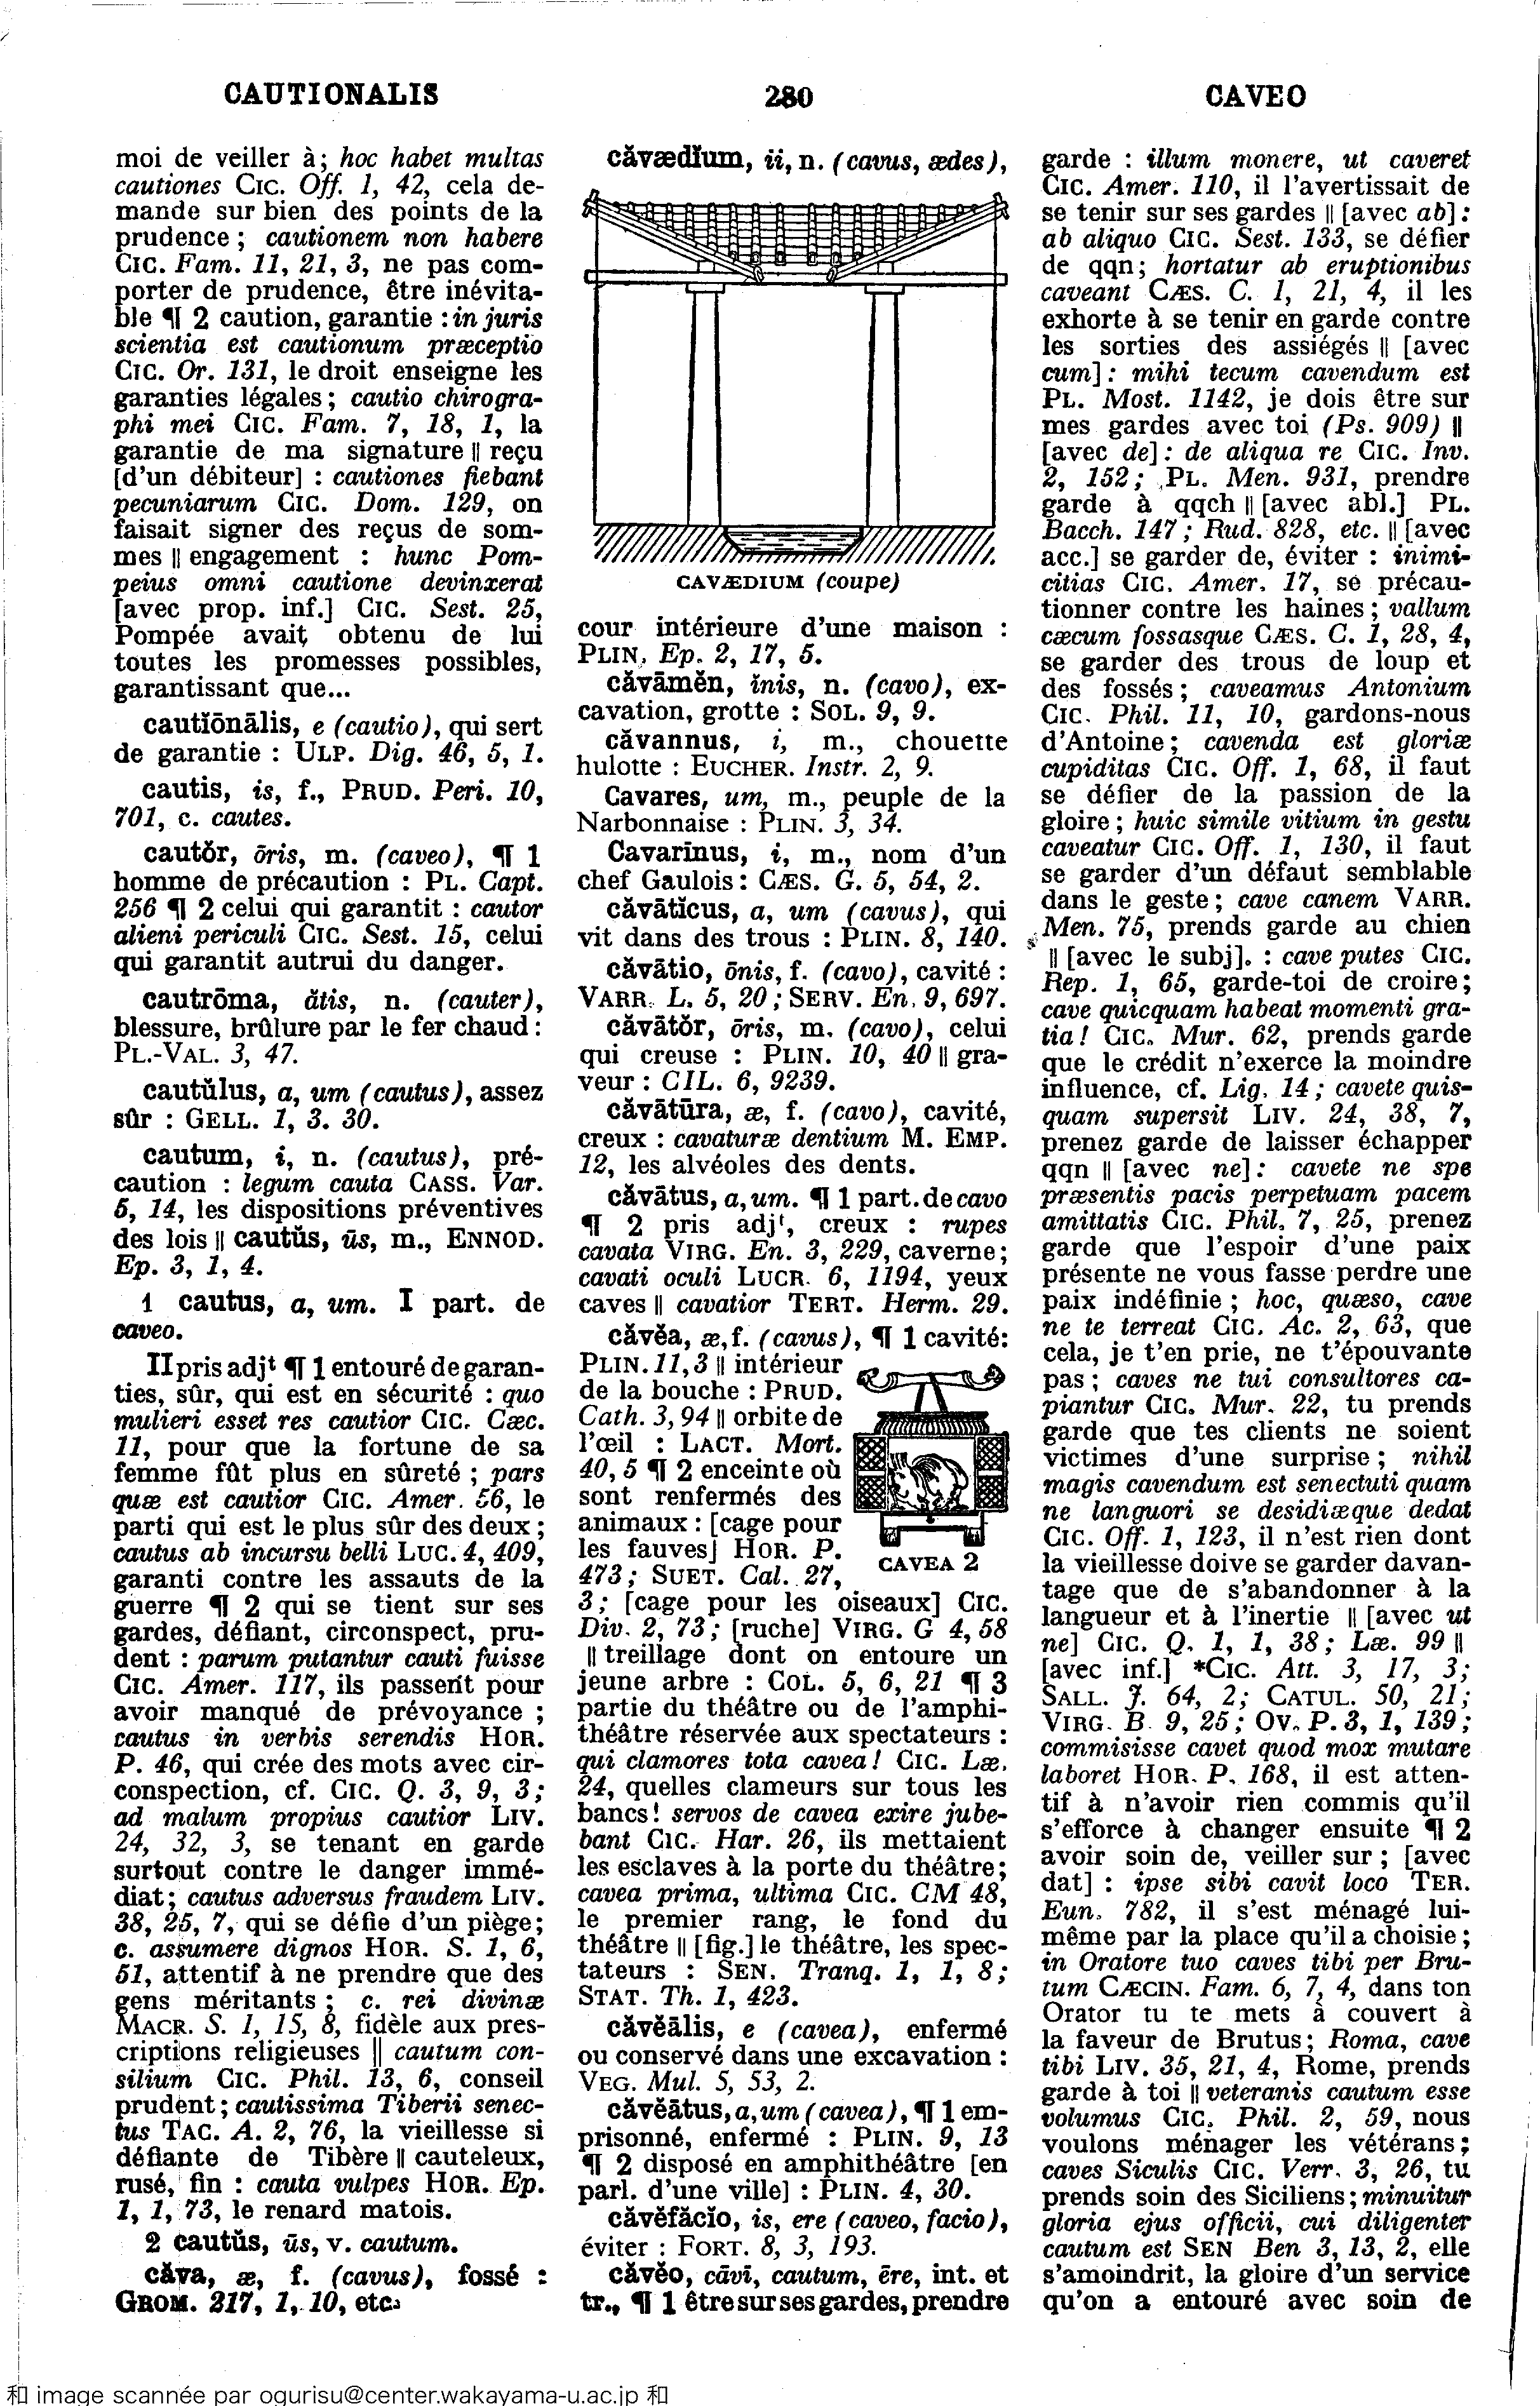 CAUTIONALIS
280
CAVEO
moi de veiller à; hoc habet multas
cautiones CIC. Off. 1, 42, cela de-
mande sur bien des points de la
prudence; cautionem non habere
CIC. Fam. 11, 21, 3, ne pas com-
porter de prudence, être inévita-
ble ¶ 2 caution, garantie : in juris
scientia est cautionum præceptio
CIC. Or. 131, le droit enseigne les
garanties légales; cautio chirogra-
phi mei CIC. Fam. 7, 18, 1, la
garantie de ma signature || reçu
[d'un débiteur] : cautiones fiebant
pecuniarum CIC. Dom. 129, on
faisait signer des reçus de som-
mes || engagement : hunc Pom-
peius omni cautione devinxerat
[avec prop. inf.] CIC. Sest. 25,
Pompée avait obtenu de lui
toutes les promesses possibles,
garantissant que...
cautĭōnālis, e (cautio), qui sert
de garantie : ULP. Dig. 46, 5, 1.
cautis, is, f., PRUD. Peri. 10,
701, c. cautes.
cautŏr, ōris, m. (caveo), ¶ 1
homme de précaution : PL. Capt.
256 ¶ 2 celui qui garantit : cautor
alieni periculi CIC. Sest. 15, celui
qui garantit autrui du danger.
cautrōma, ătis, n. (cauter),
blessure, brûlure par le fer chaud :
PL.-VAL. 3, 47.
cautŭlus, a, um (cautus), assez
sûr : GELL. 1, 3. 30.
cautum, i, n. (cautus), pré-
caution : legum cauta CASS. Var.
5, 14, les dispositions préventives
des lois || cautŭs, ūs, m., ENNOD.
Ep. 3, 1, 4.
1 cautus, a, um. I part. de
caveo.
II pris adjt ¶ 1 entouré de garan-
ties, sûr, qui est en sécurité : quo
mulieri esset res cautior CIC. Cæc.
11, pour que la fortune de sa
femme fût plus en sûreté; pars
quæ est cautior CIC. Amer. 56, le
parti qui est le plus sûr des deux;
cautus ab incursu belli LUC. 4, 409,
garanti contre les assauts de la
guerre ¶ 2 qui se tient sur ses
gardes, défiant, circonspect, pru-
dent : parum putantur cauti fuisse
CIC. Amer. 117, ils passent pour
avoir manqué de prévoyance;
cautus in verbis serendis HOR.
P. 46, qui crée des mots avec cir-
conspection, cf. CIC. Q. 3, 9, 3;
ad malum propius cautior LIV.
24, 32, 3, se tenant en garde
surtout contre le danger immé-
diat; cautus adversus fraudem LIV.
38, 25, 7, qui se défie d'un piège;
c. assumere dignos HOR. S. 1, 6,
51, attentif à ne prendre que des
gens méritants; c. rei divinæ
MACR. S. 1, 15, 8, fidèle aux pres-
criptions religieuses || cautum con-
silium CIC. Phil. 13, 6, conseil
prudent; cautissima Tiberii senec-
tus TAC. A. 2, 76, la vieillesse si
défiante de Tibère || cauteleux,
rusé, fin : cauta vulpes HOR. Ep.
1, 1, 73, le renard matois.
2 cautŭs, ūs, v. cautum.
căva, æ, f. (cavus), fossé :
GROM. 217, 1, 10, etc.
căvædĭum, ii, n. (cavus, ædes),
CAVÆDIUM (coupe)
cour intérieure d'une maison :
PLIN. Ep. 2, 17, 5.
căvāmĕn, ĭnis, n. (cavo), ex-
cavation, grotte : SOL. 9, 9.
căvannus, i, m., chouette
hulotte : EUCHER. Instr. 2, 9.
Cavares, um, m., peuple de la
Narbonnaise : PLIN. 3, 34.
Cavarīnus, i, m., nom d'un
chef Gaulois : CÆS. G. 5, 54, 2.
căvātĭcus, a, um (cavus), qui
vit dans des trous : PLIN. 8, 140.
căvātio, ōnis, f. (cavo), cavité :
VARR. L. 5, 20; SERV. En. 9, 697.
căvātŏr, ōris, m. (cavo), celui
qui creuse : PLIN. 10, 40 || gra-
veur : CIL. 6, 9239.
căvātūra, æ, f. (cavo), cavité,
creux : cavaturæ dentium M. EMP.
12, les alvéoles des dents.
căvātus, a, um. ¶ 1 part. de cavo
¶ 2 pris adjt, creux : rupes
cavata VIRG. En. 3, 229, caverne;
cavati oculi LUCR. 6, 1194, yeux
caves || cavatior TERT. Herm. 29.
căvĕa, æ, f. (cavus), ¶ 1 cavité :
PLIN. 11, 3 || intérieur
de la bouche : PRUD.
Cath. 3, 94 || orbite de
l'œil : LACT. Mort.
40, 5 ¶ 2 enceinte où
sont renfermés des
animaux : [cage pour
les fauves] HOR. P.
473; SUET. Cal. 27,
CAVEA 2
3; [cage pour les oiseaux] CIC.
Div. 2, 73; [ruche] VIRG. G 4, 58
|| treillage dont on entoure un
jeune arbre : COL. 5, 6, 21 ¶ 3
partie du théâtre ou de l'amphi-
théâtre réservée aux spectateurs :
qui clamores tota cavea! CIC. Læ.
24, quelles clameurs sur tous les
bancs! servos de cavea exire jube-
bant CIC. Har. 26, ils mettaient
les esclaves à la porte du théâtre;
cavea prima, ultima CIC. CM 48,
le premier rang, le fond du
théâtre || [fig.] le théâtre, les spec-
tateurs : SEN. Tranq. 1, 1, 8;
STAT. Th. 1, 423.
căvĕālis, e (cavea), enfermé
ou conservé dans une excavation :
VEG. Mul. 5, 53, 2.
căvĕātus, a, um (cavea), ¶ 1 em-
prisonné, enfermé : PLIN. 9, 13
¶ 2 disposé en amphithéâtre [en
parl. d'une ville] : PLIN. 4, 30.
căvĕfăcĭo, is, ere (caveo, facio),
éviter : FORT. 8, 3, 193.
căvĕo, cāvī, cautum, ēre, int. et
tr., ¶ 1 être sur ses gardes, prendre
garde : illum monere, ut caveret
CIC. Amer. 110, il l'avertissait de
se tenir sur ses gardes || [avec ab] :
ab aliquo CIC. Sest. 133, se défier
de qqn; hortatur ab eruptionibus
caveant CÆS. C. 1, 21, 4, il les
exhorte à se tenir en garde contre
les sorties des assiégés || [avec
cum] : mihi tecum cavendum est
PL. Most. 1142, je dois être sur
mes gardes avec toi (Ps. 909) ||
[avec de] : de aliqua re CIC. Inv.
2, 152; PL. Men. 931, prendre
garde à qqch || [avec abl.] PL.
Bacch. 147; Rud. 828, etc. || [avec
acc.] se garder de, éviter : inimi-
citias CIC. Amer. 17, se précau-
tionner contre les haines; vallum
cæcum fossasque CÆS. C. 1, 28, 4,
se garder des trous de loup et
des fossés; caveamus Antonium
CIC. Phil. 11, 10, gardons-nous
d'Antoine; cavenda est gloriæ
cupiditas CIC. Off. 1, 68, il faut
se défier de la passion de la
gloire; huic simile vitium in gestu
caveatur CIC. Off. 1, 130, il faut
se garder d'un défaut semblable
dans le geste; cave canem VARR.
Men. 75, prends garde au chien
|| [avec le subj]. : cave putes CIC.
Rep. 1, 65, garde-toi de croire;
cave quicquam habeat momenti gra-
tia! CIC. Mur. 62, prends garde
que le crédit n'exerce la moindre
influence, cf. Lig. 14; cavete quis-
quam supersit LIV. 24, 38, 7,
prenez garde de laisser échapper
qqn || [avec ne] : cavete ne spe
præsentis pacis perpetuam pacem
amittatis CIC. Phil. 7, 25, prenez
garde que l'espoir d'une paix
présente ne vous fasse perdre une
paix indéfinie; hoc, quæso, cave
ne te terreat CIC. Ac. 2, 63, que
cela, je t'en prie, ne t'épouvante
pas; caves ne tui consultores ca-
piantur CIC. Mur. 22, tu prends
garde que tes clients ne soient
victimes d'une surprise; nihil
magis cavendum est senectuti quam
ne languori se desidiæque dedat
CIC. Off. 1, 123, il n'est rien dont
la vieillesse doive se garder davan-
tage que de s'abandonner à la
langueur et à l'inertie || [avec ut
ne] CIC. Q. 1, 1, 38; Læ. 99 ||
[avec inf.] *CIC. Att. 3, 17, 3;
SALL. J. 64, 2; CATUL. 50, 21;
VIRG. B. 9, 25; OV. P. 3, 1, 139;
commisisse cavet quod mox mutare
laboret HOR. P. 168, il est atten-
tif à n'avoir rien commis qu'il
s'efforce à changer ensuite ¶ 2
avoir soin de, veiller sur; [avec
dat] : ipse sibi cavit loco TER.
Eun. 782, il s'est ménagé lui-
même par la place qu'il a choisie;
in Oratore tuo caves tibi per Bru-
tum CÆCIN. Fam. 6, 7, 4, dans ton
Orator tu te mets à couvert à
la faveur de Brutus; Roma, cave
tibi LIV. 35, 21, 4, Rome, prends
garde à toi || veteranis cautum esse
volumus CIC. Phil. 2, 59, nous
voulons ménager les vétérans;
caves Siculis CIC. Verr. 3, 26, tu
prends soin des Siciliens; minuitur
gloria ejus officii, cui diligenter
cautum est SEN Ben 3, 13, 2, elle
s'amoindrit, la gloire d'un service
qu'on a entouré avec soin de
和 image scannée par ogurisu@center.wakayama-u.ac.jp 和